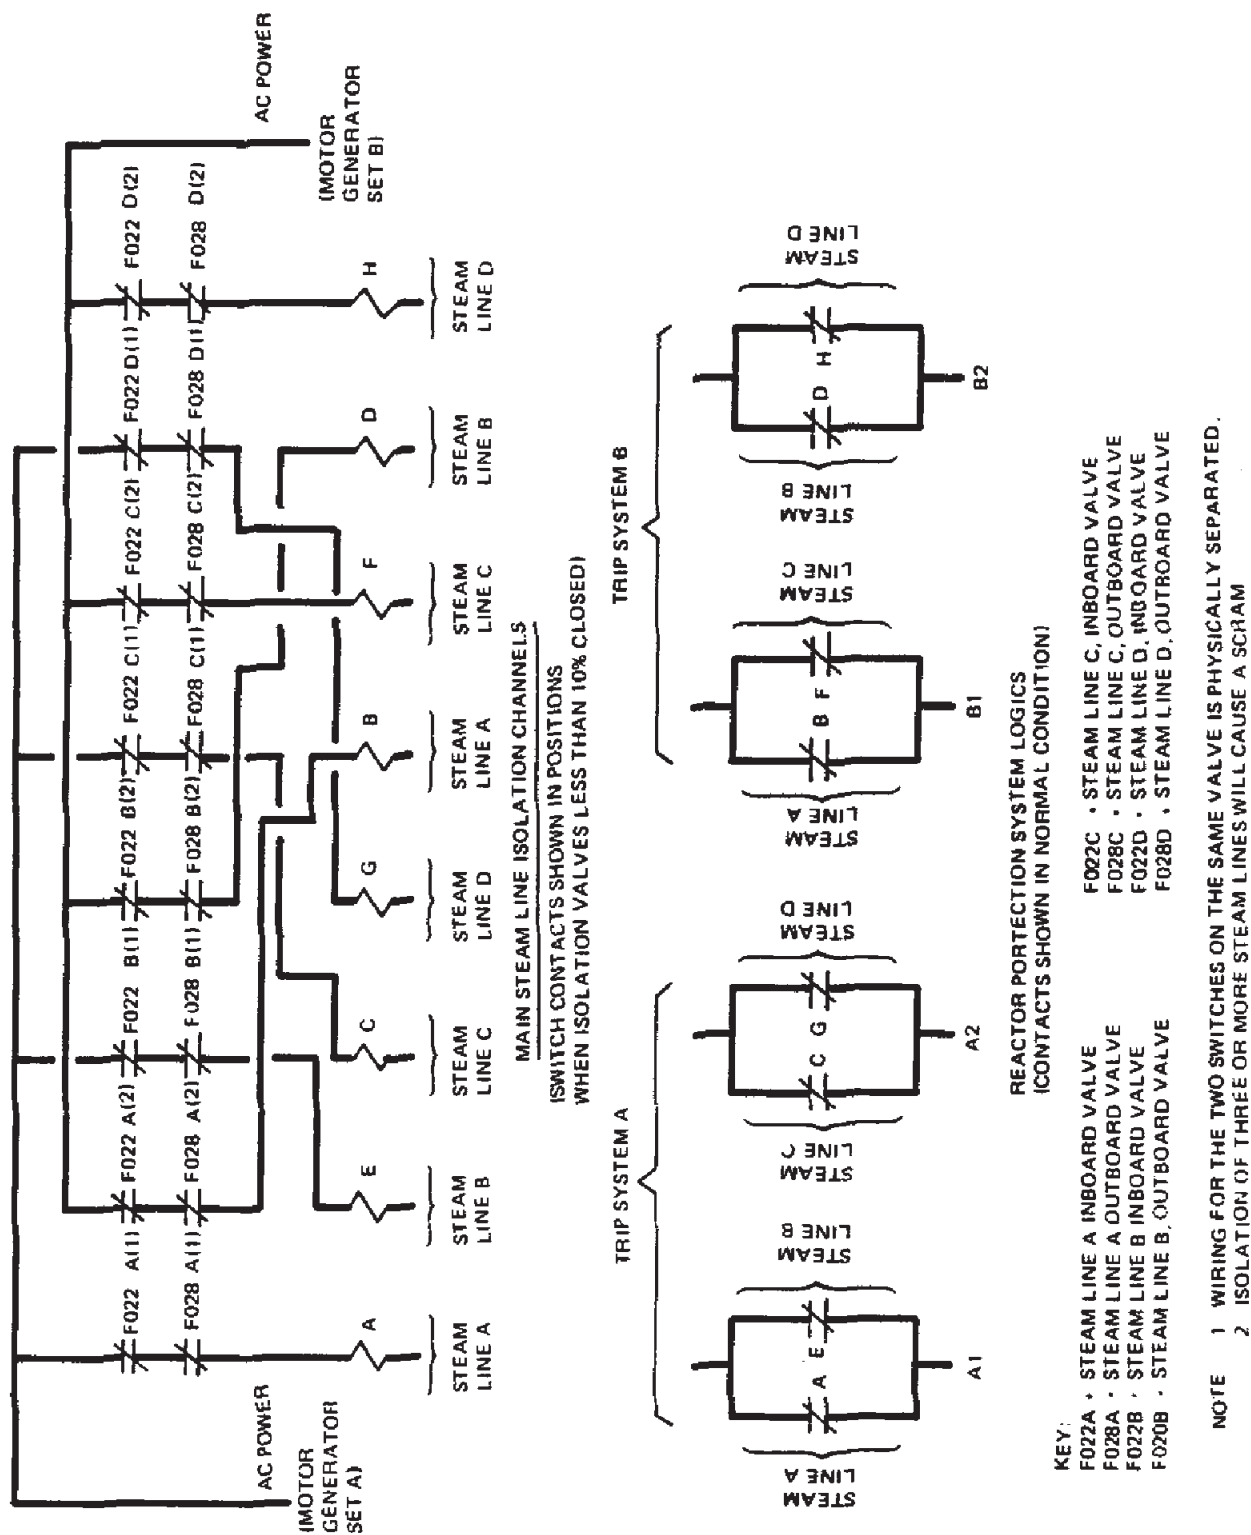 AC POWER
(MOTOR
GENERATOR
SET A)
AC POWER
(MOTOR
GENERATOR
SET B)
F022 A(1)
F022 A(2)
F022 B(1)
F022 B(2)
F022 C(1)
F022 C(2)
F022 D(1)
F022 D(2)
F028 A(1)
F028 A(2)
F028 B(1)
F028 B(2)
F028 C(1)
F028 C(2)
F028 D(1)
F028 D(2)
A
E
C
G
B
F
D
H
STEAM
LINE A
STEAM
LINE B
STEAM
LINE C
STEAM
LINE D
STEAM
LINE A
STEAM
LINE C
STEAM
LINE B
STEAM
LINE D
MAIN STEAM LINE ISOLATION CHANNELS
(SWITCH CONTACTS SHOWN IN POSITIONS
WHEN ISOLATION VALVES LESS THAN 10% CLOSED)
TRIP SYSTEM A
TRIP SYSTEM B
STEAM
LINE A
A E
STEAM
LINE B
STEAM
LINE C
C G
STEAM
LINE D
STEAM
LINE A
B F
STEAM
LINE C
STEAM
LINE B
D H
STEAM
LINE D
A1
A2
B1
B2
REACTOR PORTECTION SYSTEM LOGICS
(CONTACTS SHOWN IN NORMAL CONDITION)
KEY:
F022A - STEAM LINE A INBOARD VALVE
F028A - STEAM LINE A OUTBOARD VALVE
F022B - STEAM LINE B INBOARD VALVE
F020B - STEAM LINE B, OUTBOARD VALVE
F022C - STEAM LINE C, INBOARD VALVE
F028C - STEAM LINE C, OUTBOARD VALVE
F022D - STEAM LINE D, INBOARD VALVE
F028D - STEAM LINE D, OUTBOARD VALVE
NOTE 1 WIRING FOR THE TWO SWITCHES ON THE SAME VALVE IS PHYSICALLY SEPARATED.
2 ISOLATION OF THREE OR MORE STEAM LINES WILL CAUSE A SCRAM